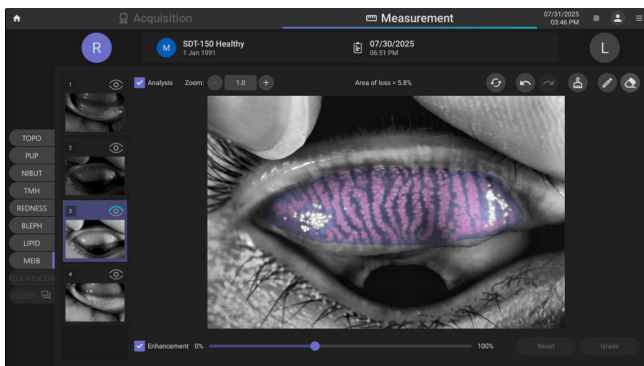 Acquisition
Measurement
07/31/2025
03:46 PM
R
M
SDT-150 Healthy
1 Jan 1991
07/30/2025
06:51 PM
L
1
2
3
4
Analysis
Zoom:
1.0
Area of loss = 5.8%
TOPO
PUP
NIBUT
TMH
REDNESS
BLEPH
LIPID
MEIB
FLUORESCEIN
QUEST
Enhancement 0%
100%
Reset
Grade